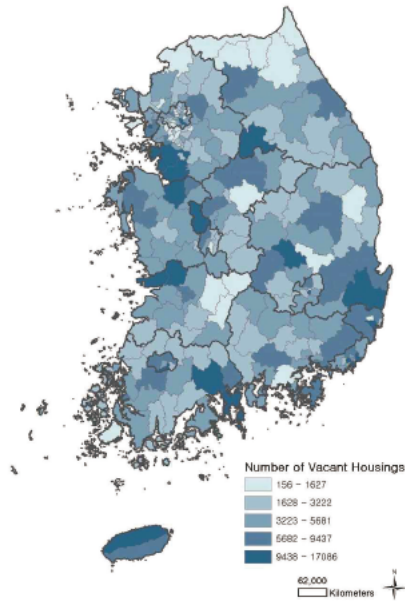 Number of Vacant Housings
156 - 1627
1628 - 3222
3223 - 5681
5682 - 9437
9438 - 17086
62,000
Kilometers
N